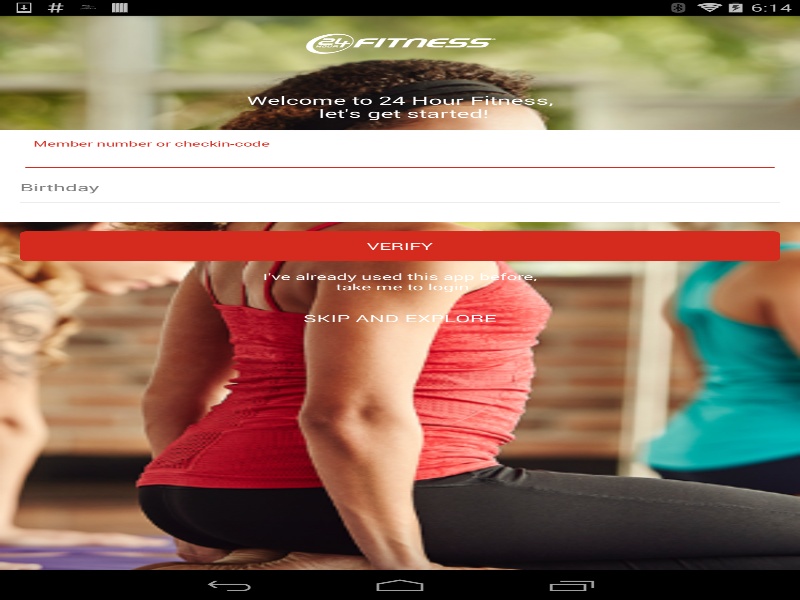 6:14
24 FITNESS
Welcome to 24 Hour Fitness,
let's get started!
Member number or checkin-code
Birthday
VERIFY
I've already used this app before,
take me to login
SKIP AND EXPLORE